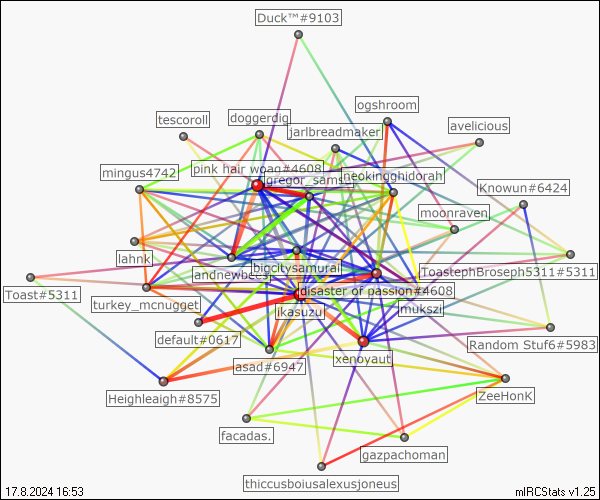 Duck™#9103
ogshroom
tescoroll
doggerdig
jarlbreadmaker
avelicious
mingus4742
pink hair woag#4608
neokingghidorah
gregor_sams
Knowun#6424
moonraven
lahnk
andnewbees
bigcitysamurai
ToastephBroseph5311#5311
Toast#5311
turkey_mcnugget
disaster of passion#4608
ikasuzu
mukszi
default#0617
Random Stuf6#5983
asad#6947
xenoyaut
Heighleaigh#8575
ZeeHonK
facadas.
gazpachoman
thiccusboiusalexusjoneus
17.8.2024 16:53
mIRCStats v1.25